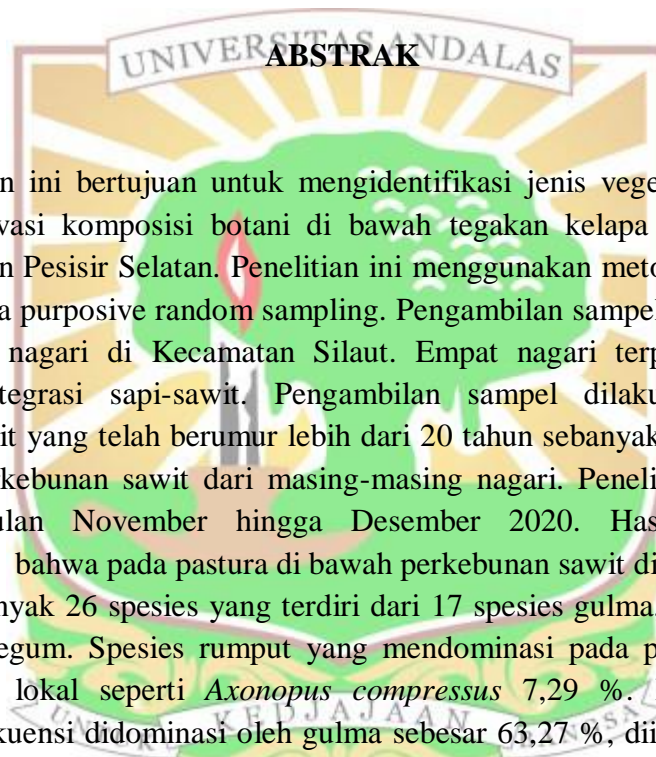 UNIVERSITAS ANDALAS
ABSTRAK
n ini bertujuan untuk mengidentifikasi jenis vege
vasi komposisi botani di bawah tegakan kelapa
n Pesisir Selatan. Penelitian ini menggunakan meto
a purposive random sampling. Pengambilan sampel
nagari di Kecamatan Silaut. Empat nagari terp
tegrasi sapi-sawit. Pengambilan sampel dilaku
it yang telah berumur lebih dari 20 tahun sebanyak
kebunan sawit dari masing-masing nagari. Peneli
ulan November hingga Desember 2020. Has
bahwa pada pastura di bawah perkebunan sawit di
nyak 26 spesies yang terdiri dari 17 spesies gulma,
egum. Spesies rumput yang mendominasi pada p
lokal seperti Axonopus compressus 7,29 %.
kuensi didominasi oleh gulma sebesar 63,27 %, dii
UNTUK KEDJAJAAN BANGSA